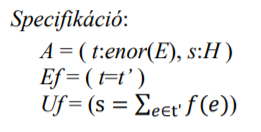 Specifikáció:
A = ( t:enor(E), s:H )
Ef = ( t=t’ )
Uf = (s = ∑e∈t' f(e))